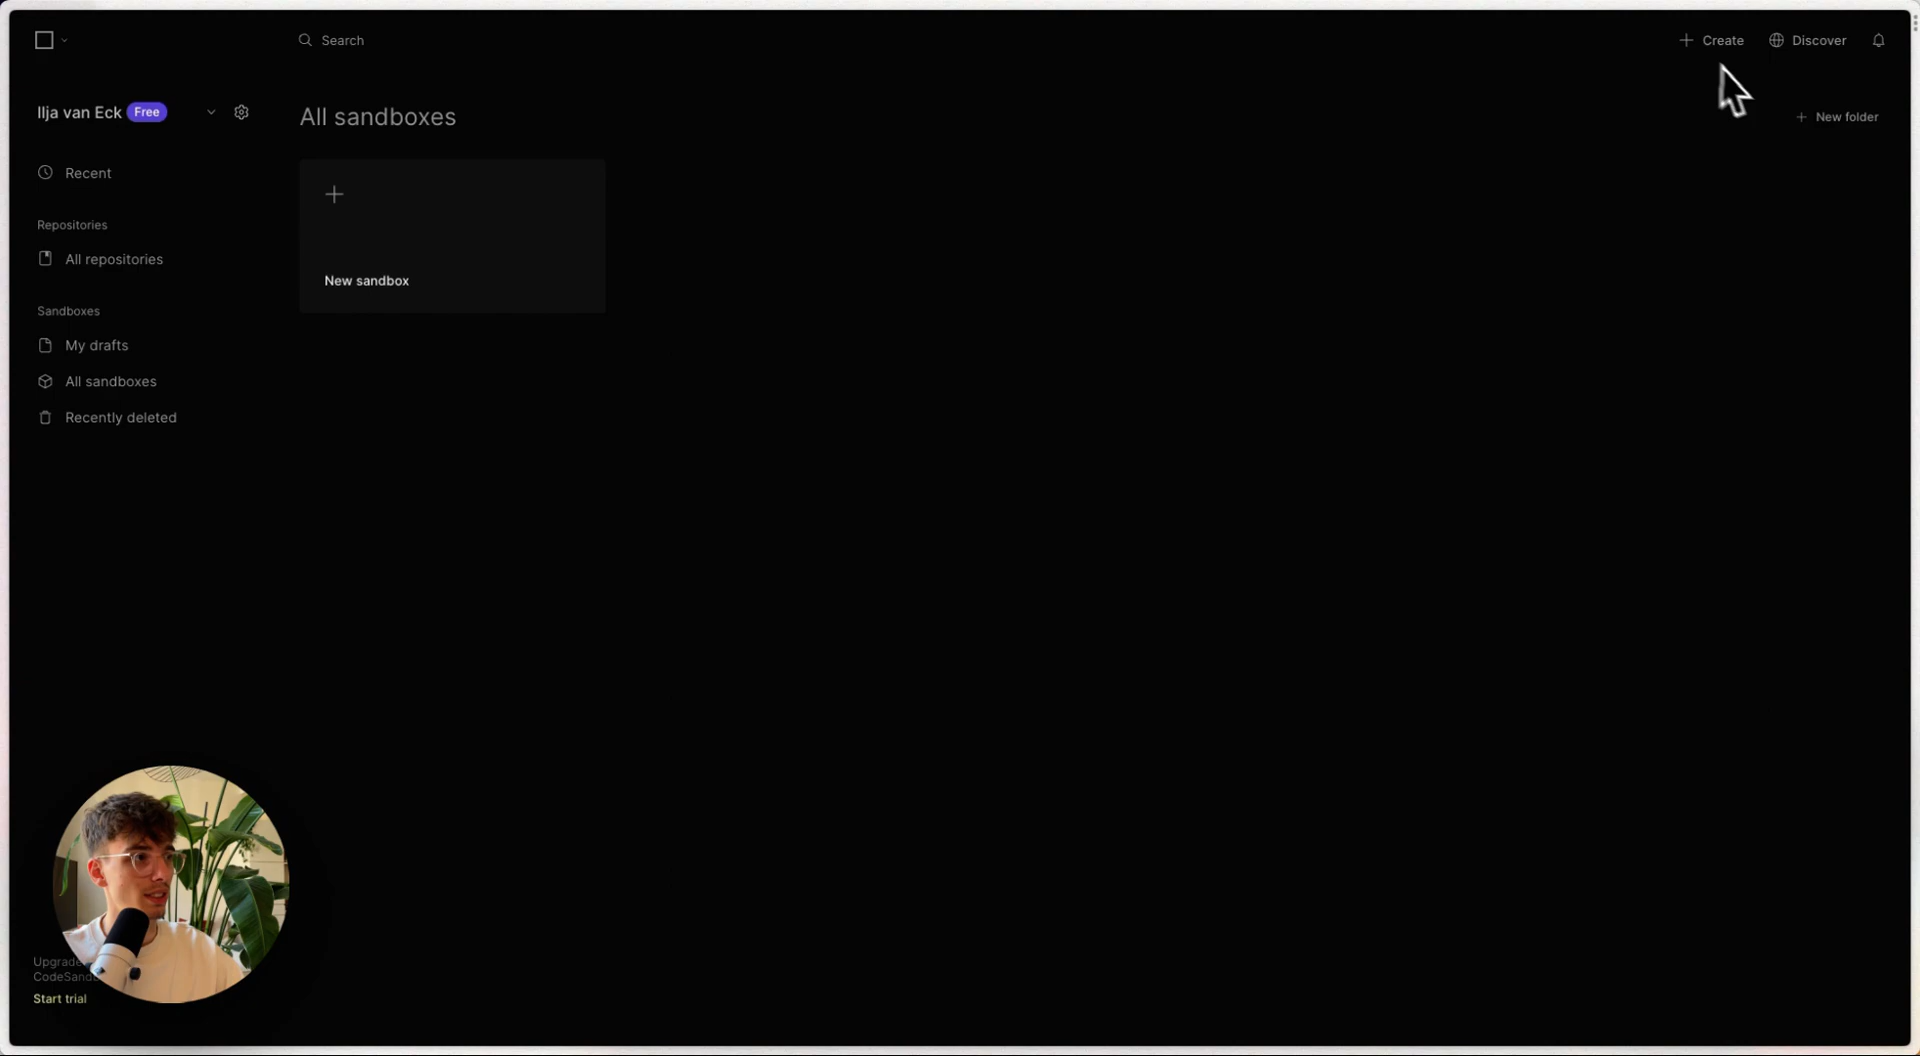 Search
Create
Discover
Ilja van Eck Free
All sandboxes
New folder
Recent
New sandbox
Repositories
All repositories
Sandboxes
My drafts
All sandboxes
Recently deleted
Upgrade
Start trial